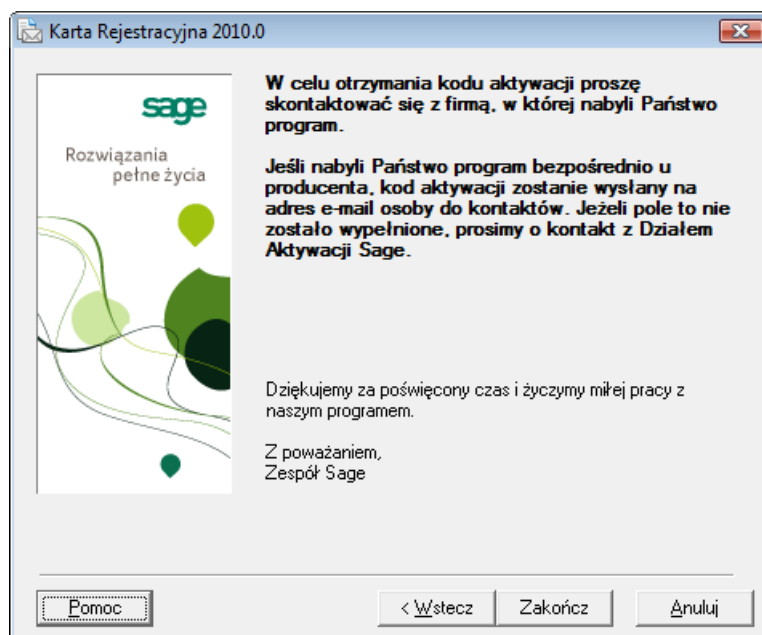 Karta Rejestracyjna 2010.0
sage
Rozwiązania
pełne życia
W celu otrzymania kodu aktywacji proszę
skontaktować się z firmą, w której nabyli Państwo
program.
Jeśli nabyli Państwo program bezpośrednio u
producenta, kod aktywacji zostanie wysłany na
adres e-mail osoby do kontaktów. Jeżeli pole to nie
zostało wypełnione, prosimy o kontakt z Działem
Aktywacji Sage.
Dziękujemy za poświęcony czas i życzymy miłej pracy z
naszym programem.
Z poważaniem,
Zespół Sage
Pomoc
< Wstecz
Zakończ
Anuluj